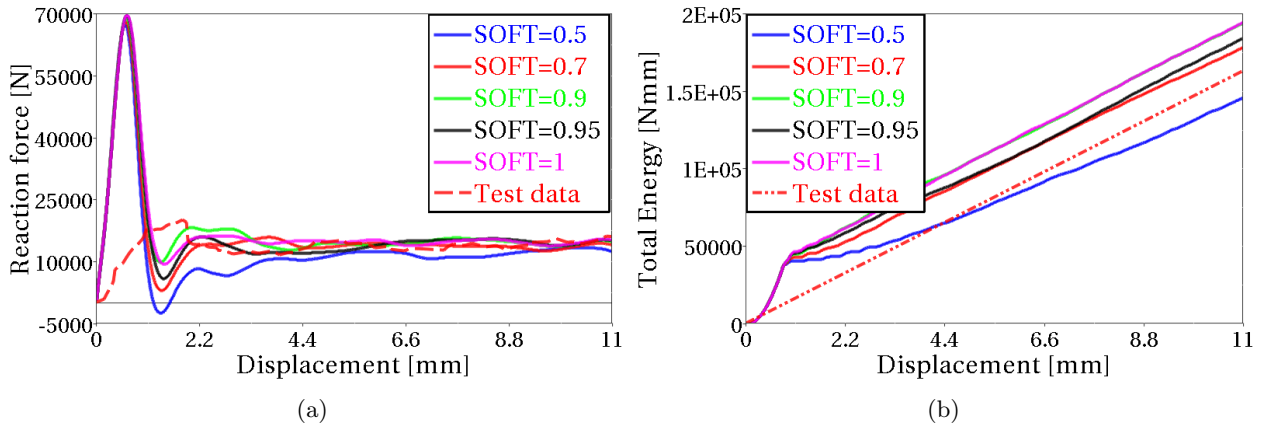 70000
55000
40000
25000
10000
-5000
Reaction force [N]
SOFT=0.5
SOFT=0.7
SOFT=0.9
SOFT=0.95
SOFT=1
Test data
0
2.2
4.4
6.6
8.8
11
Displacement [mm]
(a)
2E+05
1.5E+05
1E+05
50000
0
Total Energy [Nmm]
SOFT=0.5
SOFT=0.7
SOFT=0.9
SOFT=0.95
SOFT=1
Test data
0
2.2
4.4
6.6
8.8
11
Displacement [mm]
(b)